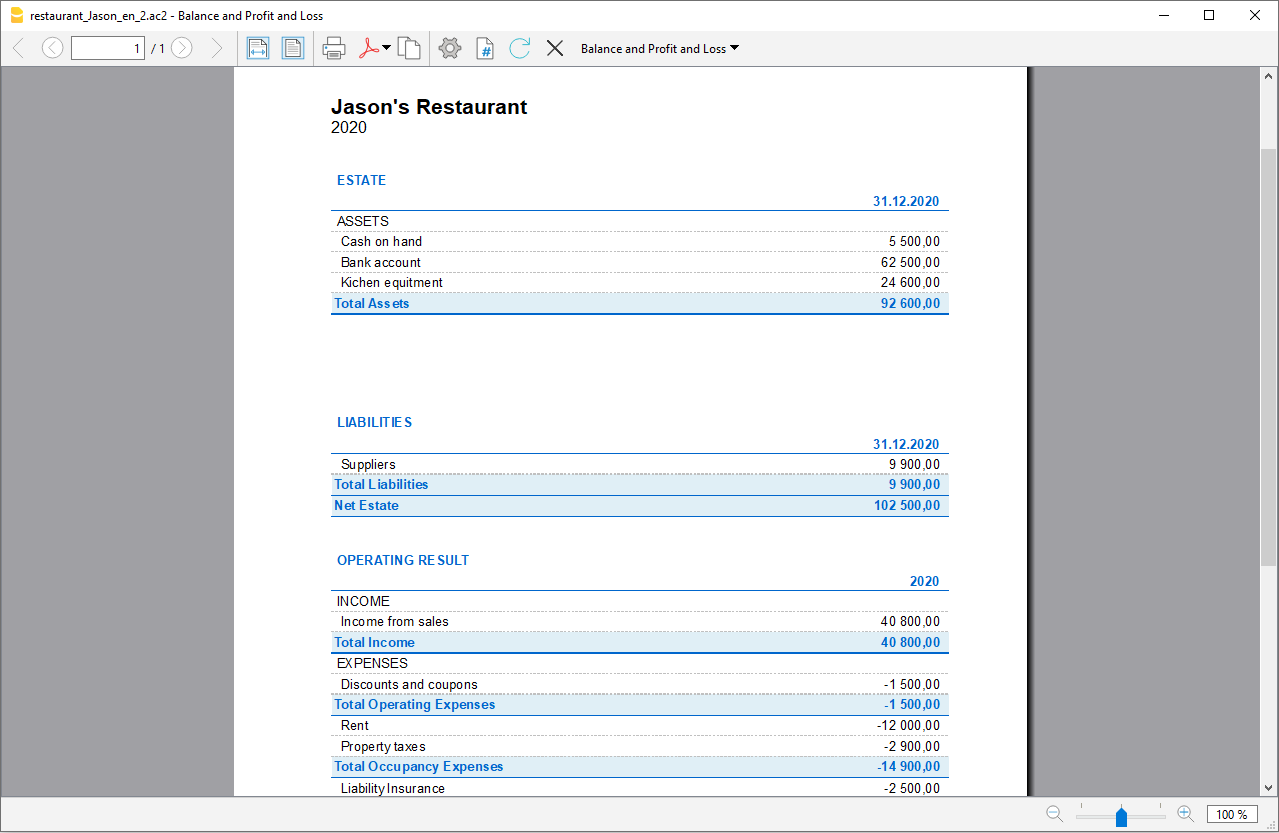 restaurant_Jason_en_2.ac2 - Balance and Profit and Loss
1 / 1 # Balance and Profit and Loss
Jason's Restaurant
2020
ESTATE
31.12.2020
ASSETS
Cash on hand 5 500,00
Bank account 62 500,00
Kichen equitment 24 600,00
Total Assets 92 600,00
LIABILITIES
31.12.2020
Suppliers 9 900,00
Total Liabilities 9 900,00
Net Estate 102 500,00
OPERATING RESULT
2020
INCOME
Income from sales 40 800,00
Total Income 40 800,00
EXPENSES
Discounts and coupons -1 500,00
Total Operating Expenses -1 500,00
Rent -12 000,00
Property taxes -2 900,00
Total Occupancy Expenses -14 900,00
Liability Insurance -2 500,00
100 %